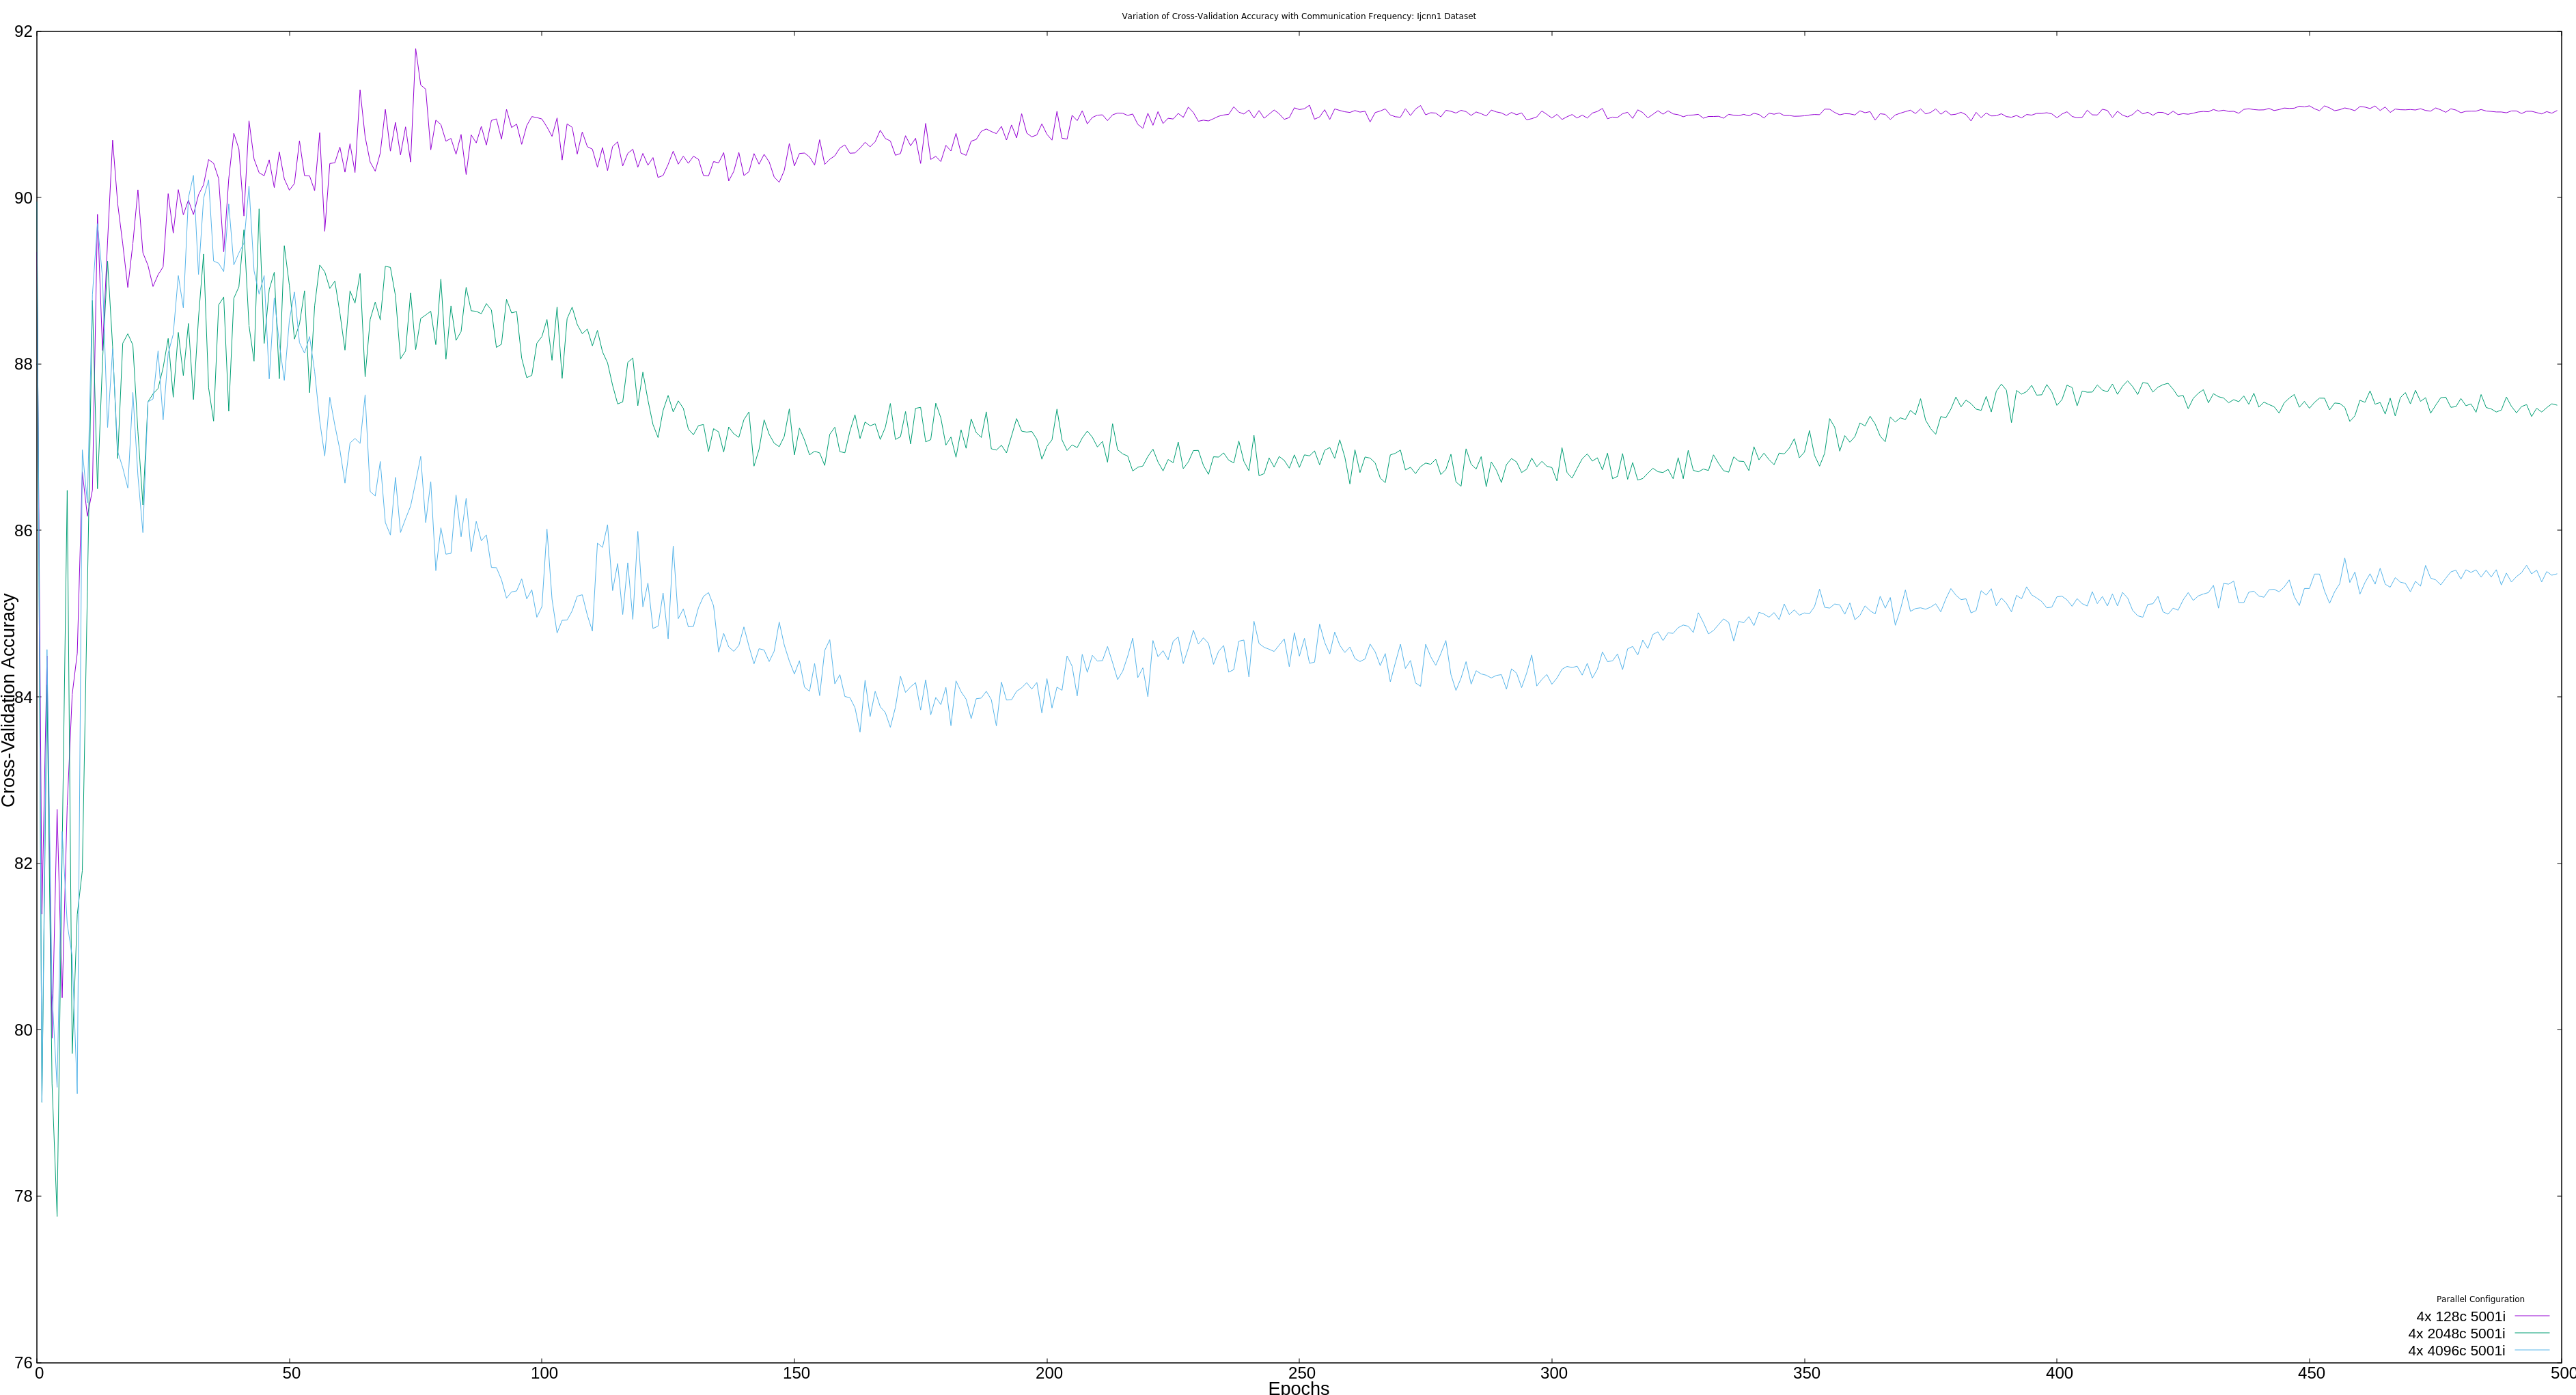 Variation of Cross-Validation Accuracy with Communication Frequency: Ijcnn1 Dataset
92
90
88
86
84
82
80
78
76
Cross-Validation Accuracy
0 50 100 150 200 250 300 350 400 450 500
Epochs
Parallel Configuration
4x 128c 5001i
4x 2048c 5001i
4x 4096c 5001i